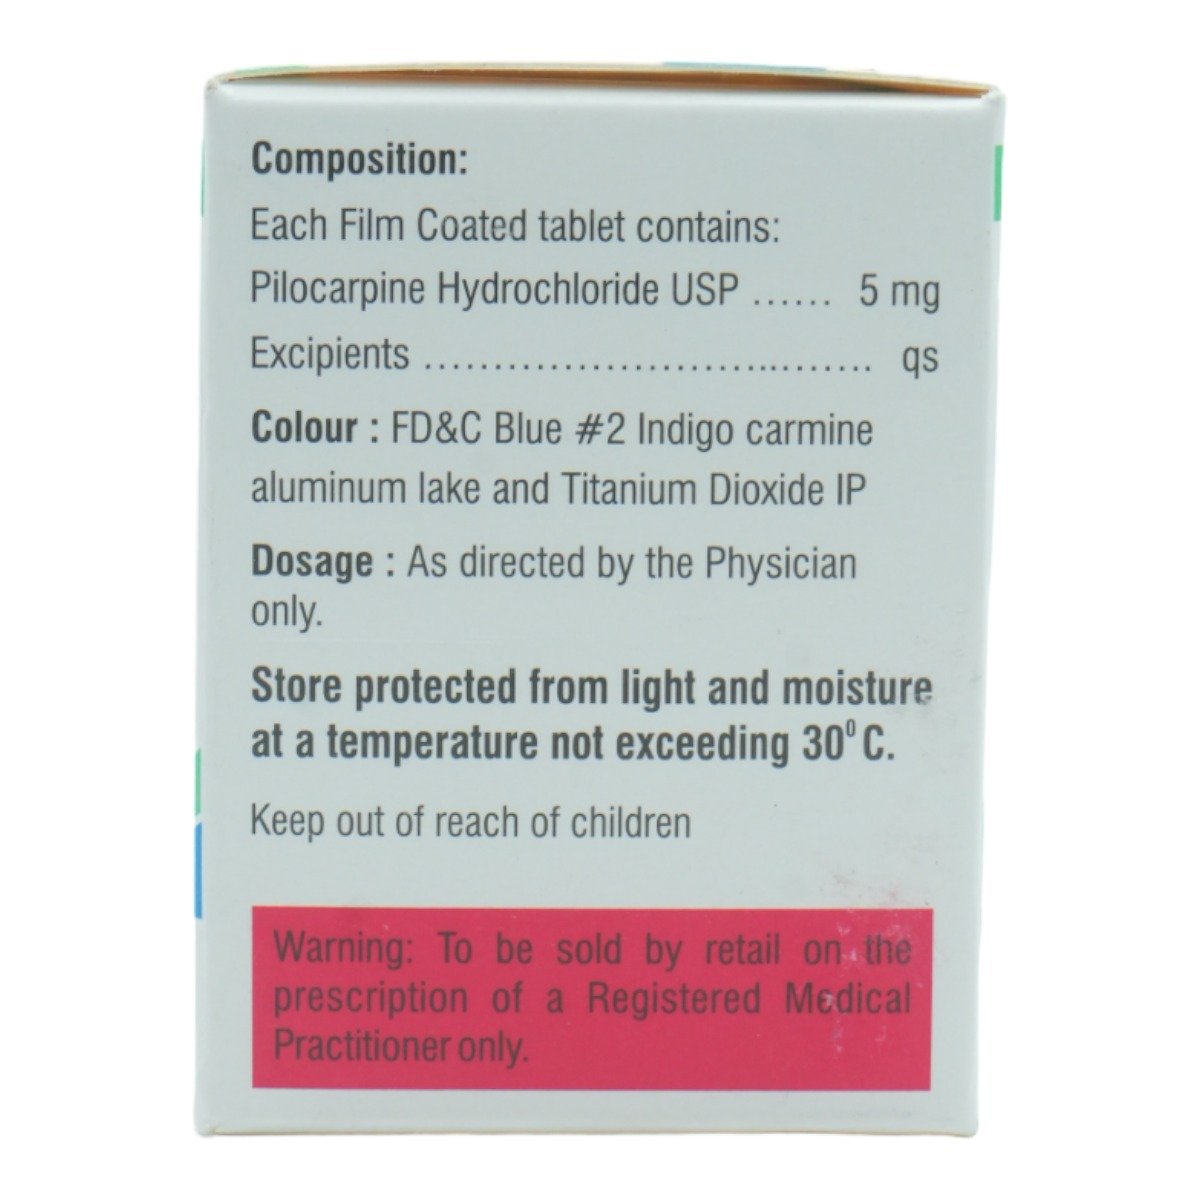 Composition:
Each Film Coated tablet contains:
Pilocarpine Hydrochloride USP ...... 5 mg
Excipients ....................................... qs
Colour : FD&C Blue #2 Indigo carmine
aluminum lake and Titanium Dioxide IP
Dosage : As directed by the Physician
only.
Store protected from light and moisture
at a temperature not exceeding 30⁰ C.
Keep out of reach of children
Warning: To be sold by retail on the
prescription of a Registered Medical
Practitioner only.